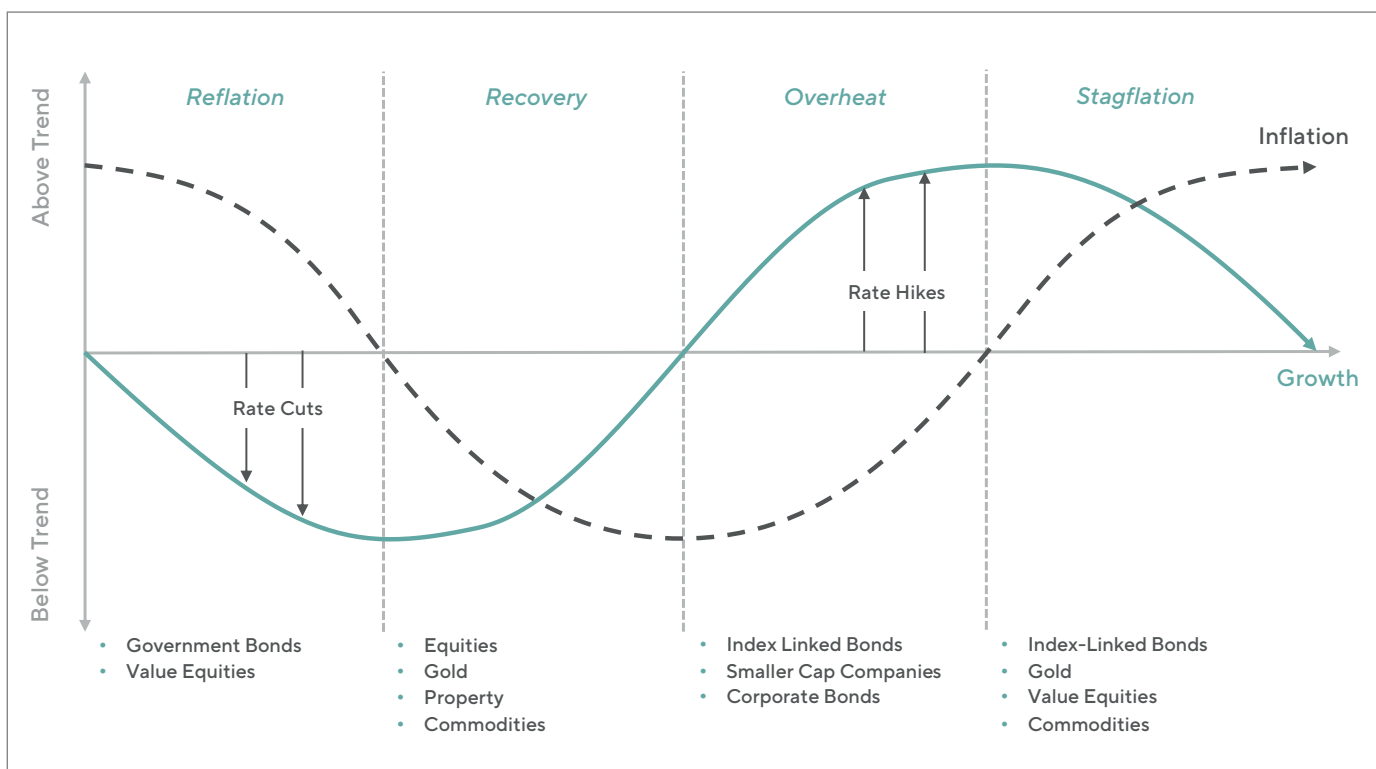 Above Trend
Below Trend
Reflation
Recovery
Overheat
Stagflation
Inflation
Rate Hikes
Growth
Rate Cuts
• Government Bonds
• Value Equities
• Equities
• Gold
• Property
• Commodities
• Index Linked Bonds
• Smaller Cap Companies
• Corporate Bonds
• Index-Linked Bonds
• Gold
• Value Equities
• Commodities